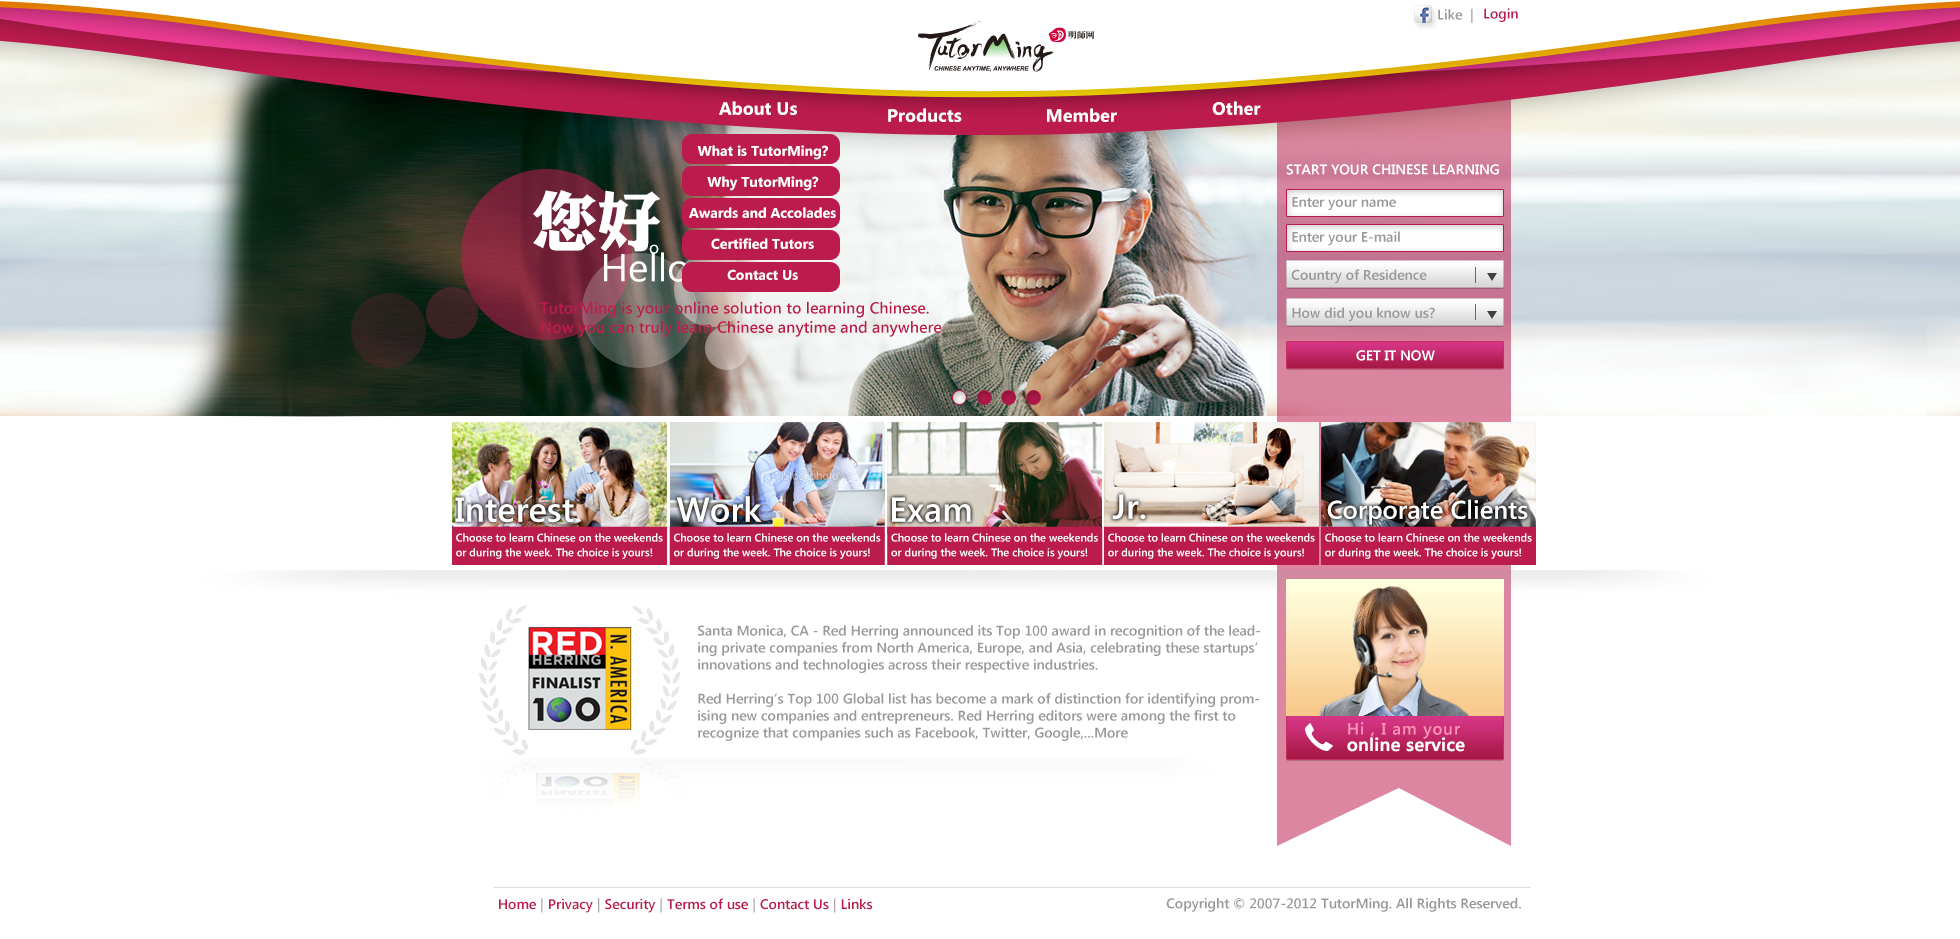 Like | Login
TutorMing 明師网
CHINESE ANYTIME, ANYWHERE
About Us
Products
Member
Other
What is TutorMing?
Why TutorMing?
Awards and Accolades
Certified Tutors
Contact Us
您好。
Hello
TutorMing is your online solution to learning Chinese.
Now you can truly learn Chinese anytime and anywhere
START YOUR CHINESE LEARNING
Enter your name
Enter your E-mail
Country of Residence
How did you know us?
GET IT NOW
Interest
Choose to learn Chinese on the weekends
or during the week. The choice is yours!
Work
Choose to learn Chinese on the weekends
or during the week. The choice is yours!
Exam
Choose to learn Chinese on the weekends
or during the week. The choice is yours!
Jr.
Choose to learn Chinese on the weekends
or during the week. The choice is yours!
Corporate Clients
Choose to learn Chinese on the weekends
or during the week. The choice is yours!
RED
HERRING
FINALIST
100
N. AMERICA
Santa Monica, CA - Red Herring announced its Top 100 award in recognition of the lead-
ing private companies from North America, Europe, and Asia, celebrating these startups’
innovations and technologies across their respective industries.
Red Herring’s Top 100 Global list has become a mark of distinction for identifying prom-
ising new companies and entrepreneurs. Red Herring editors were among the first to
recognize that companies such as Facebook, Twitter, Google,...More
Hi , I am your
online service
Home | Privacy | Security | Terms of use | Contact Us | Links
Copyright © 2007-2012 TutorMing. All Rights Reserved.